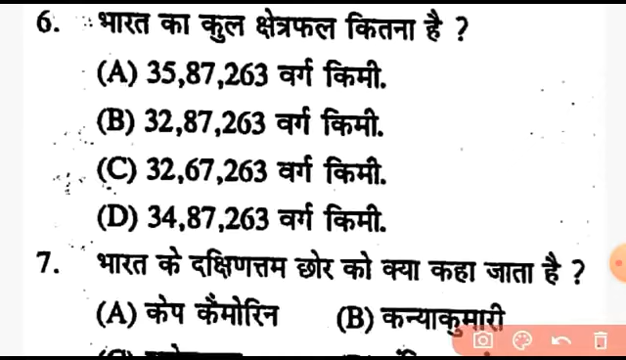 6. भारत का कुल क्षेत्रफल कितना है ?
(A) 35,87,263 वर्ग किमी.
(B) 32,87,263 वर्ग किमी.
(C) 32,67,263 वर्ग किमी.
(D) 34,87,263 वर्ग किमी.
7. भारत के दक्षिणत्तम छोर को क्या कहा जाता है ?
(A) केप कैंमोरिन (B) कन्याकुमारी